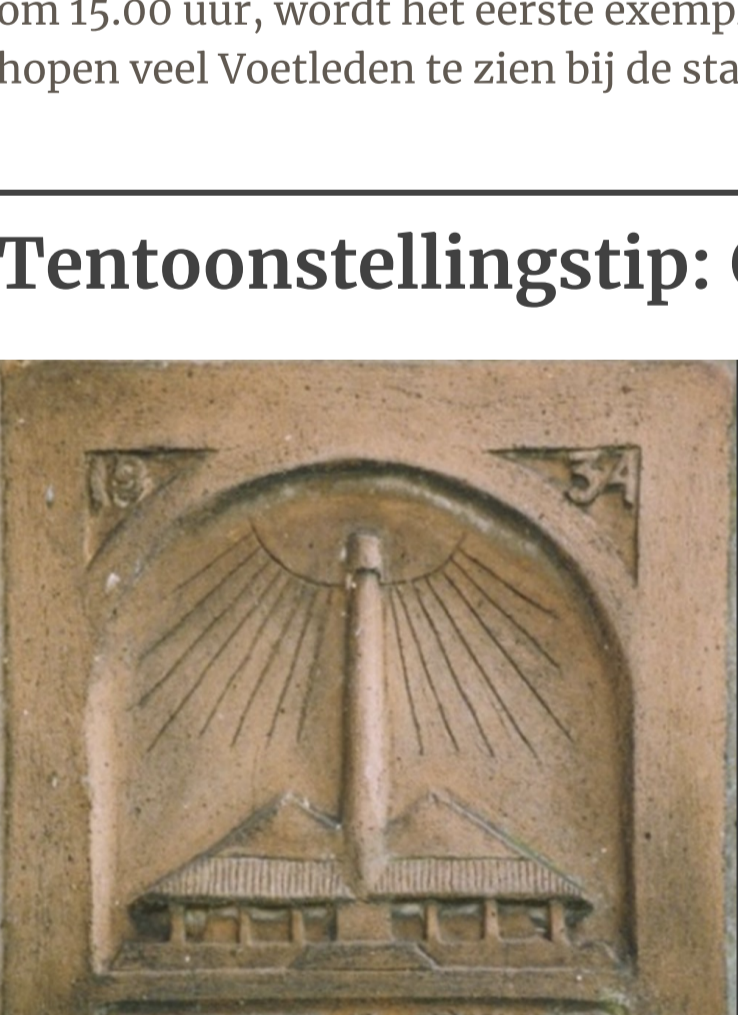 om 15.00 uur, wordt het eerste exemp
hopen veel Voetleden te zien bij de sta
Tentoonstellingstip:
19 34